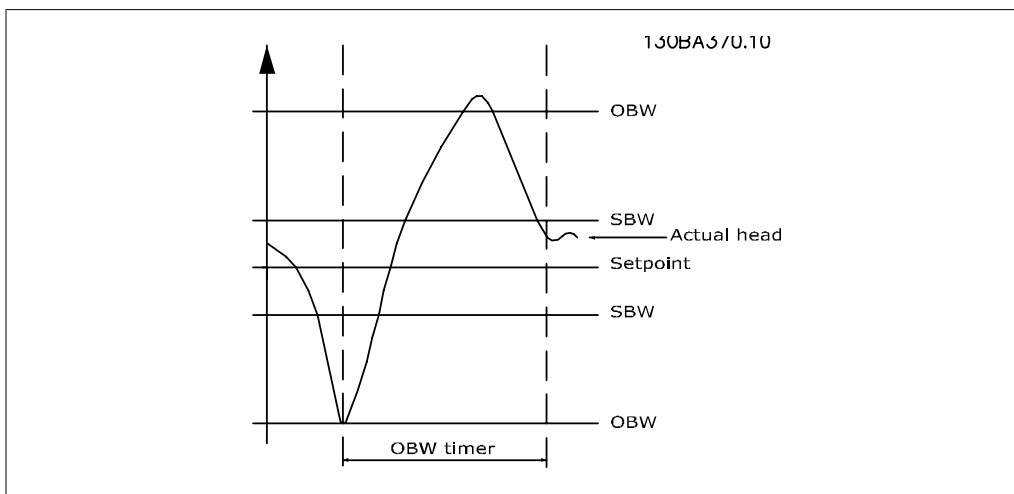 130BA370.10
OBW
SBW
Actual head
Setpoint
SBW
OBW
OBW timer